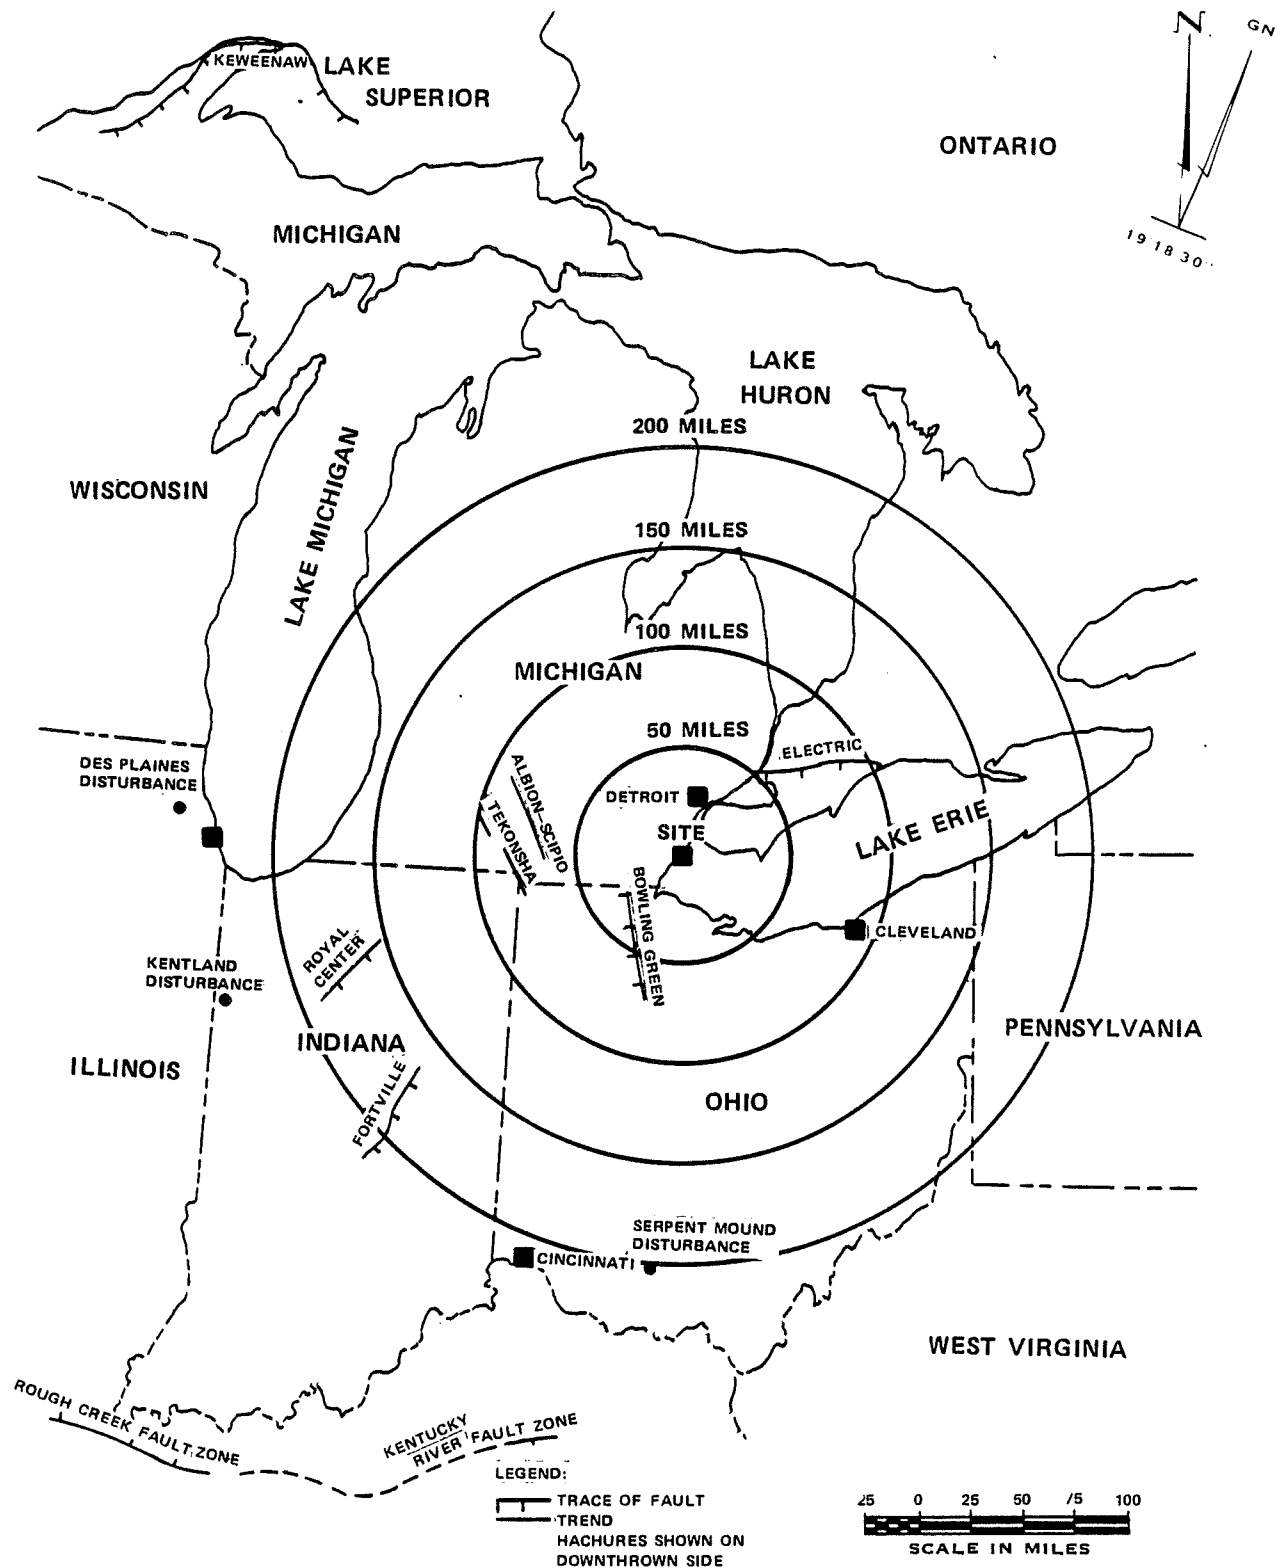 N
GN
19 18 30"
KEWEENAW
LAKE
SUPERIOR
ONTARIO
MICHIGAN
LAKE
HURON
200 MILES
WISCONSIN
LAKE MICHIGAN
150 MILES
100 MILES
MICHIGAN
50 MILES
ELECTRIC
DES PLAINES
DISTURBANCE
ALBION-SCIPIO
TEKONSHA
DETROIT
SITE
LAKE ERIE
BOWLING GREEN
CLEVELAND
ROYAL
CENTER
KENTLAND
DISTURBANCE
INDIANA
PENNSYLVANIA
ILLINOIS
FORTVILLE
OHIO
SERPENT MOUND
DISTURBANCE
CINCINNATI
WEST VIRGINIA
ROUGH CREEK FAULT ZONE
KENTUCKY
RIVER FAULT ZONE
LEGEND:
TRACE OF FAULT
TREND
HACHURES SHOWN ON
DOWNTHROWN SIDE
25 0 25 50 75 100
SCALE IN MILES